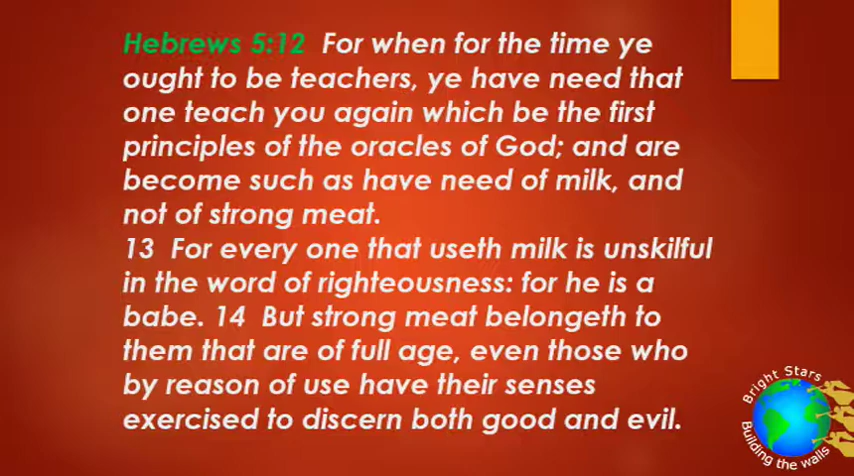 Hebrews 5:12 For when for the time ye
ought to be teachers, ye have need that
one teach you again which be the first
principles of the oracles of God; and are
become such as have need of milk, and
not of strong meat.
13 For every one that useth milk is unskilful
in the word of righteousness: for he is a
babe. 14 But strong meat belongeth to
them that are of full age, even those who
by reason of use have their senses
exercised to discern both good and evil.
Bright Stars
Building the walls